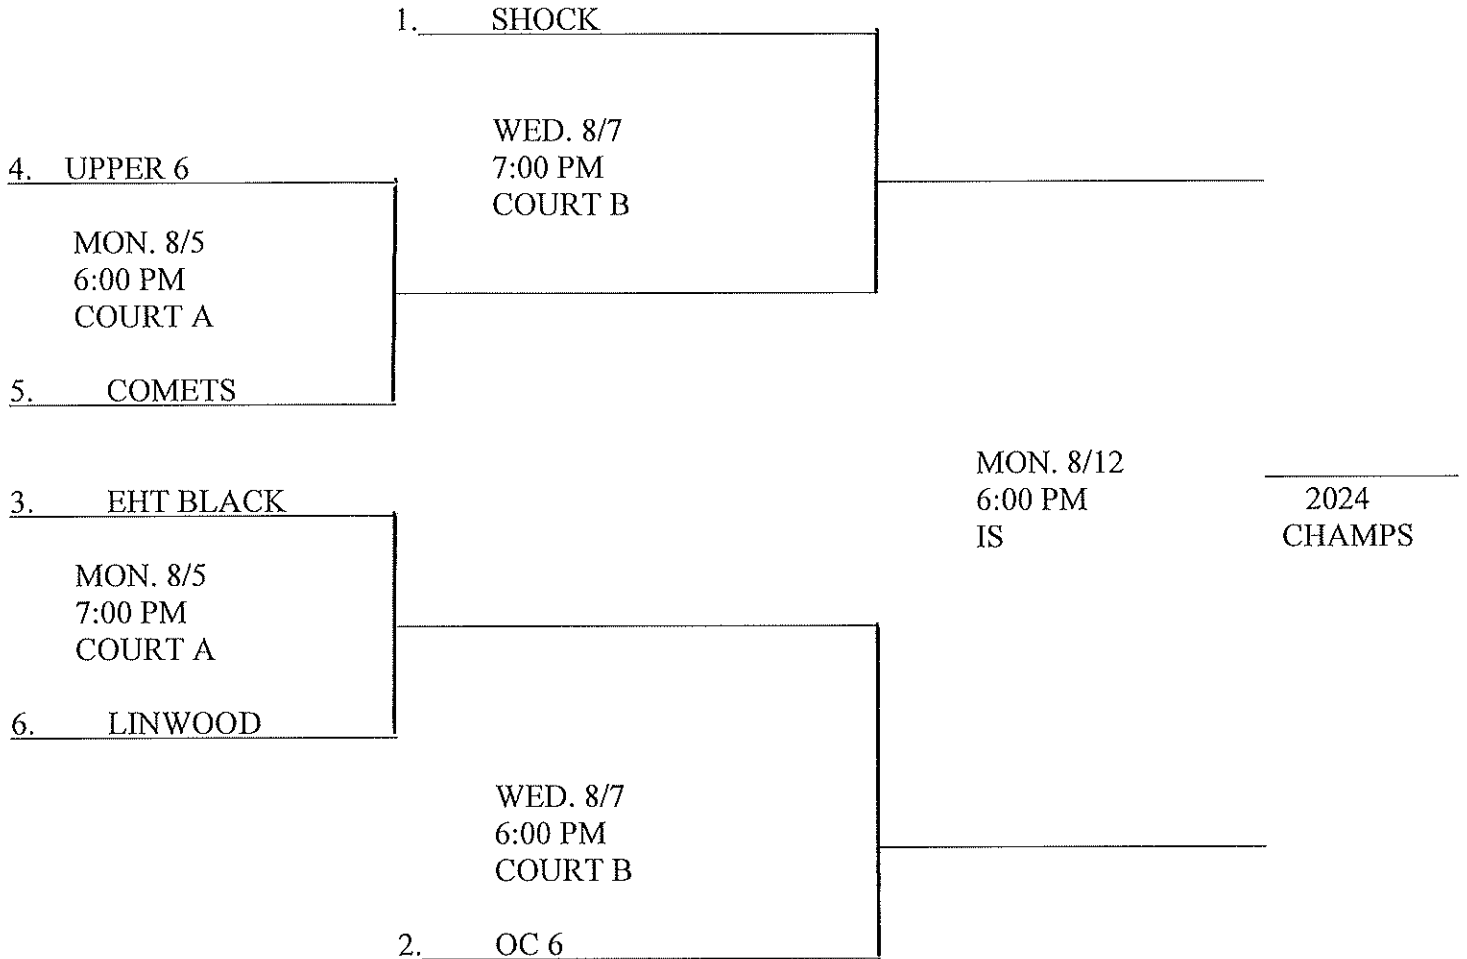 1. SHOCK
WED. 8/7
7:00 PM
COURT B
4. UPPER 6
MON. 8/5
6:00 PM
COURT A
5. COMETS
3. EHT BLACK
MON. 8/5
7:00 PM
COURT A
6. LINWOOD
WED. 8/7
6:00 PM
COURT B
2. OC 6
MON. 8/12
6:00 PM
IS
2024
CHAMPS